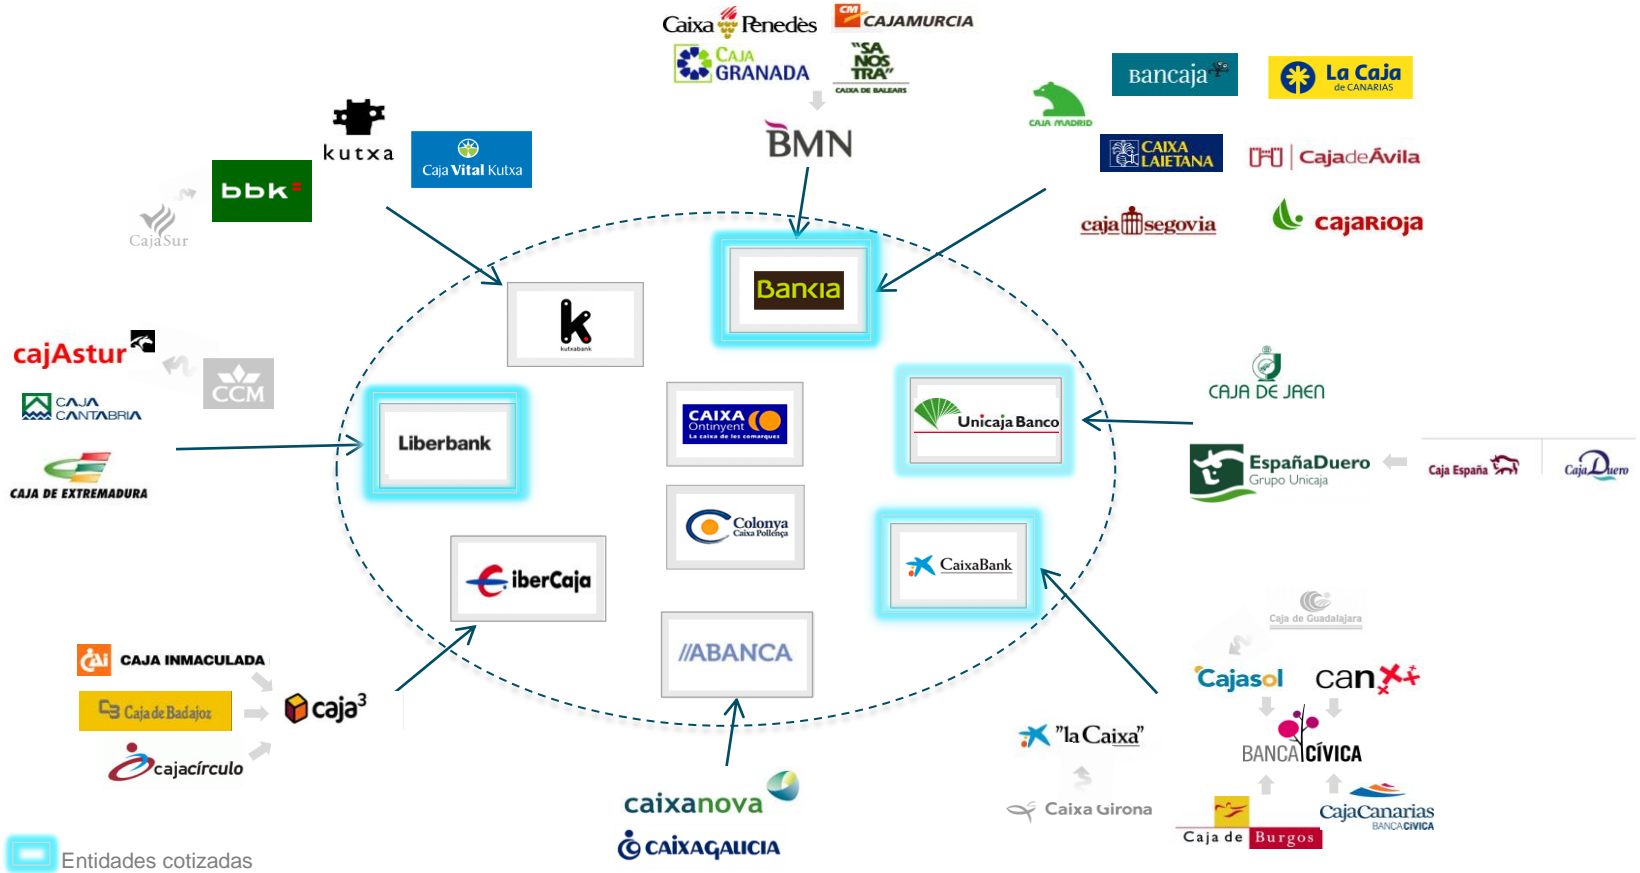 Caixa Penedès
CM CAJAMURCIA
CAJA
GRANADA
"SA
NOSTRA"
CAIXA DE BALEARS
BMN
CAJA MADRID
Bancaja
La Caja
de CANARIAS
CAIXA
LAIETANA
CajadeÁvila
caja segovia
cajaRioja
kutxa
Caja Vital Kutxa
bbk
CajaSur
k
kutxabank
Bankia
cajAstur
CCM
CAJA
CANTABRIA
CAJA DE EXTREMADURA
Liberbank
CAIXA
Ontinyent
La caixa de les comarques
Unicaja Banco
CAJA DE JAEN
EspañaDuero
Grupo Unicaja
Caja España
Caja Duero
Colonya
Caixa Pollença
CaixaBank
iberCaja
//ABANCA
CAi CAJA INMACULADA
Caja de Badajoz
cajacírculo
caja3
caixanova
CAIXAGALICIA
"la Caixa"
Caixa Girona
Caja de Guadalajara
Cajasol
can
BANCA CÍVICA
Caja de Burgos
CajaCanarias
BANCA CÍVICA
Entidades cotizadas